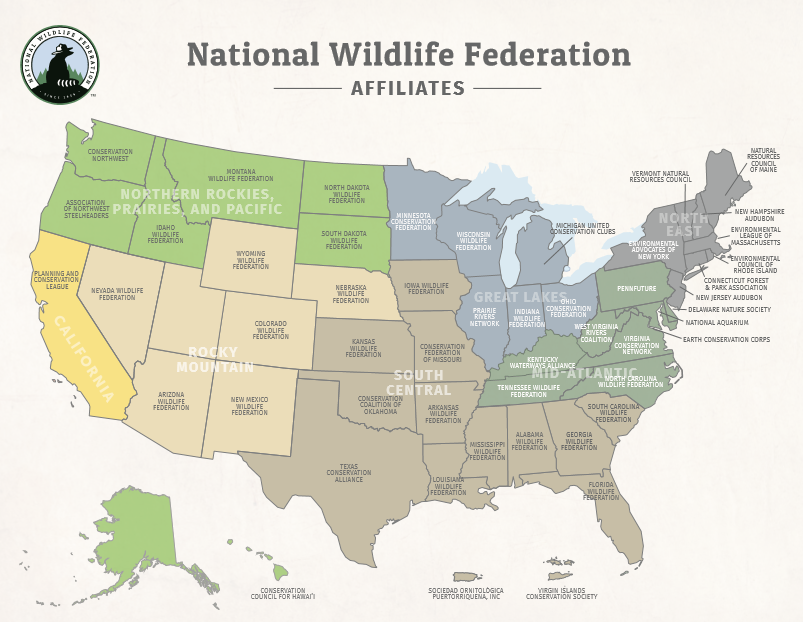 NATIONAL WILDLIFE FEDERATION
SINCE 1936
National Wildlife Federation
AFFILIATES
CONSERVATION
NORTHWEST
ASSOCIATION
OF NORTHWEST
STEELHEADERS
MONTANA
WILDLIFE FEDERATION
IDAHO
WILDLIFE
FEDERATION
NORTH DAKOTA
WILDLIFE
FEDERATION
SOUTH DAKOTA
WILDLIFE
FEDERATION
NORTHERN ROCKIES,
PRAIRIES, AND PACIFIC
PLANNING AND
CONSERVATION
LEAGUE
CALIFORNIA
NEVADA WILDLIFE
FEDERATION
WYOMING
WILDLIFE
FEDERATION
NEBRASKA
WILDLIFE
FEDERATION
COLORADO
WILDLIFE
FEDERATION
ROCKY
MOUNTAIN
ARIZONA
WILDLIFE
FEDERATION
NEW MEXICO
WILDLIFE
FEDERATION
MINNESOTA
CONSERVATION
FEDERATION
WISCONSIN
WILDLIFE
FEDERATION
MICHIGAN UNITED
CONSERVATION CLUBS
GREAT LAKES
PRAIRIE
RIVERS
NETWORK
INDIANA
WILDLIFE
FEDERATION
OHIO
CONSERVATION
FEDERATION
IOWA WILDLIFE
FEDERATION
KANSAS
WILDLIFE
FEDERATION
CONSERVATION
FEDERATION
OF MISSOURI
SOUTH
CENTRAL
CONSERVATION
COALITION OF
OKLAHOMA
ARKANSAS
WILDLIFE
FEDERATION
TEXAS
CONSERVATION
ALLIANCE
LOUISIANA
WILDLIFE
FEDERATION
MISSISSIPPI
WILDLIFE
FEDERATION
ALABAMA
WILDLIFE
FEDERATION
GEORGIA
WILDLIFE
FEDERATION
SOUTH CAROLINA
WILDLIFE
FEDERATION
FLORIDA
WILDLIFE
FEDERATION
KENTUCKY
WATERWAYS ALLIANCE
MID-ATLANTIC
TENNESSEE WILDLIFE
FEDERATION
NORTH CAROLINA
WILDLIFE FEDERATION
WEST VIRGINIA
RIVERS
COALITION
VIRGINIA
CONSERVATION
NETWORK
PENNFUTURE
NORTH
EAST
ENVIRONMENTAL
ADVOCATES OF
NEW YORK
VERMONT NATURAL
RESOURCES COUNCIL
NATURAL
RESOURCES
COUNCIL
OF MAINE
NEW HAMPSHIRE
AUDUBON
ENVIRONMENTAL
LEAGUE OF
MASSACHUSETTS
ENVIRONMENTAL
COUNCIL OF
RHODE ISLAND
CONNECTICUT FOREST
& PARK ASSOCIATION
NEW JERSEY AUDUBON
DELAWARE NATURE SOCIETY
NATIONAL AQUARIUM
EARTH CONSERVATION CORPS
CONSERVATION
COUNCIL FOR HAWAI'I
SOCIEDAD ORNITOLÓGICA
PUERTORRIQUEÑA, INC
VIRGIN ISLANDS
CONSERVATION SOCIETY